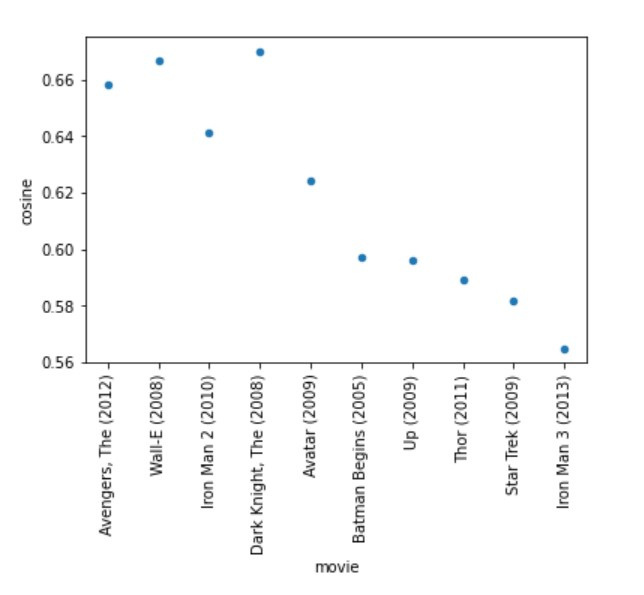 0.66
0.64
0.62
0.60
0.58
0.56
cosine
Avengers, The (2012)
Wall-E (2008)
Iron Man 2 (2010)
Dark Knight, The (2008)
Avatar (2009)
Batman Begins (2005)
Up (2009)
Thor (2011)
Star Trek (2009)
Iron Man 3 (2013)
movie